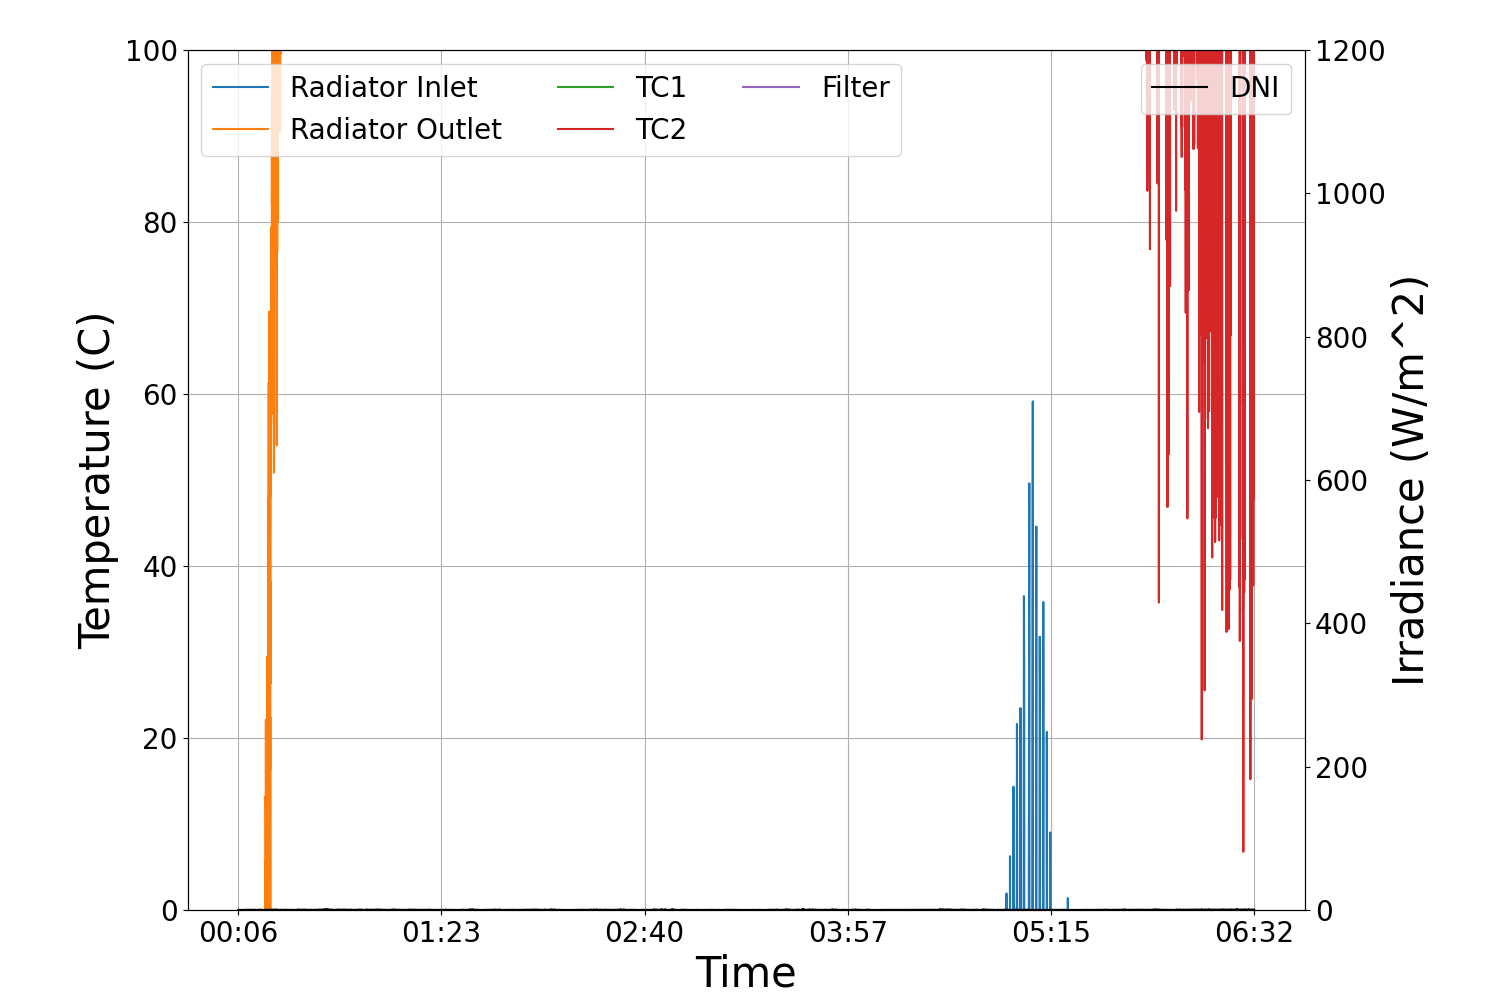 100
80
60
40
20
0
Temperature (C)
Radiator Inlet
Radiator Outlet
TC1
TC2
Filter
DNI
1200
1000
800
600
400
200
0
Irradiance (W/m^2)
00:06 01:23 02:40 03:57 05:15 06:32
Time